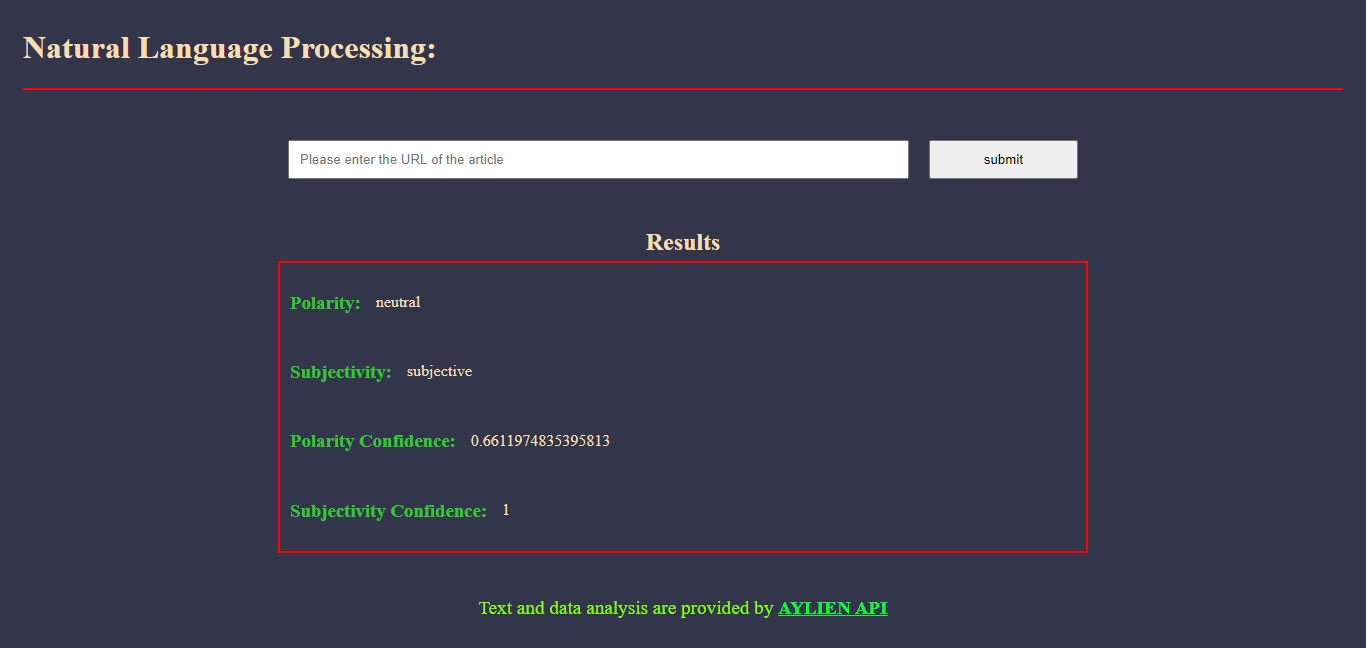 Natural Language Processing:
Please enter the URL of the article
submit
Results
Polarity: neutral
Subjectivity: subjective
Polarity Confidence: 0.6611974835395813
Subjectivity Confidence: 1
Text and data analysis are provided by AYLIEN API